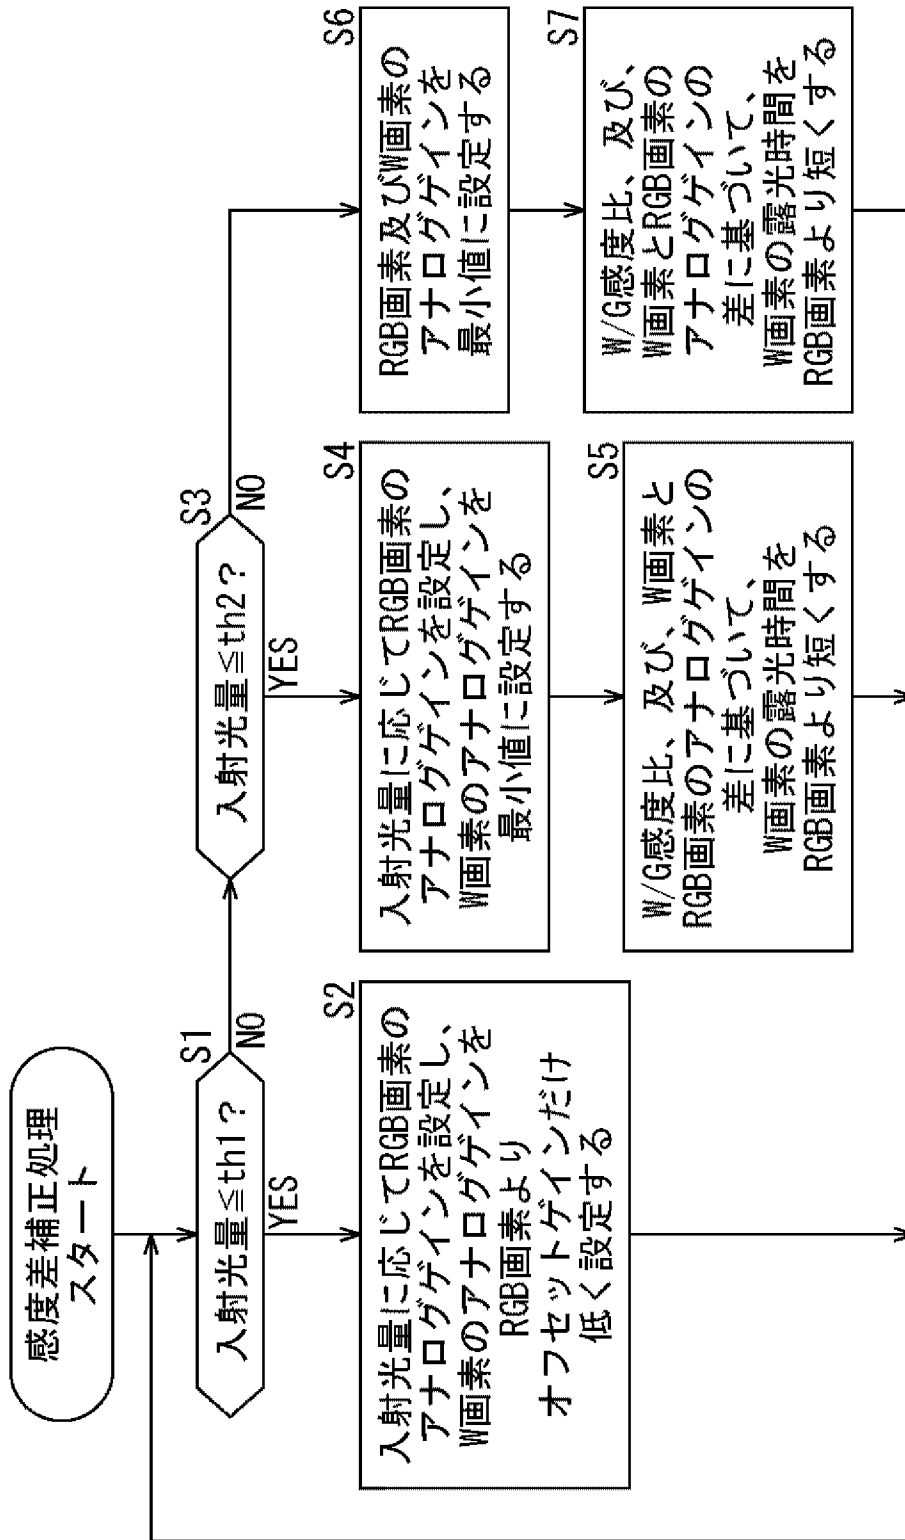 感度差補正処理
スタート
S1
入射光量≦th1?
NO
YES
S2
入射光量に応じてRGB画素の
アナログゲインを設定し、
W画素のアナログゲインを
RGB画素より
オフセットゲインだけ
低く設定する
S3
入射光量≦th2?
NO
YES
S4
入射光量に応じてRGB画素の
アナログゲインを設定し、
W画素のアナログゲインを
最小値に設定する
S5
W/G感度比、及び、W画素と
RGB画素のアナログゲインの
差に基づいて、
W画素の露光時間を
RGB画素より短くする
S6
RGB画素及びW画素の
アナログゲインを
最小値に設定する
S7
W/G感度比、及び、
W画素とRGB画素の
アナログゲインの
差に基づいて、
W画素の露光時間を
RGB画素より短くする